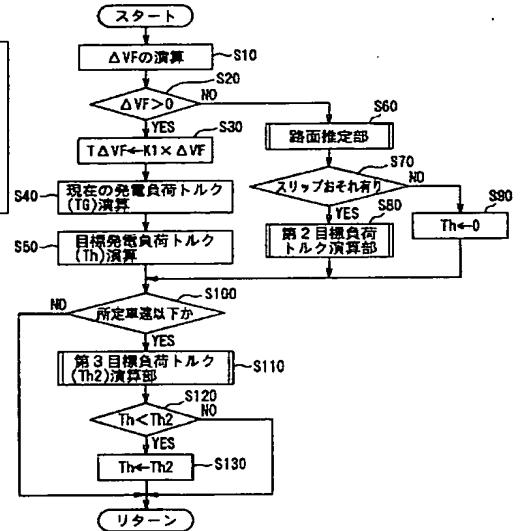 スタート
ΔVFの演算
S10
S20
ΔVF>0
NO
YES
S30
TΔVF←K1×ΔVF
S40
現在の発電負荷トルク
(TG)演算
S50
目標発電負荷トルク
(Th)演算
S60
路面推定部
S70
スリップおそれ有り
NO
YES
S80
第2目標負荷
トルク演算部
S90
Th←0
S100
NO
所定車速以下か
YES
第3目標負荷トルク
(Th2)演算部
S110
S120
Th<Th2
NO
YES
Th←Th2
S130
リターン